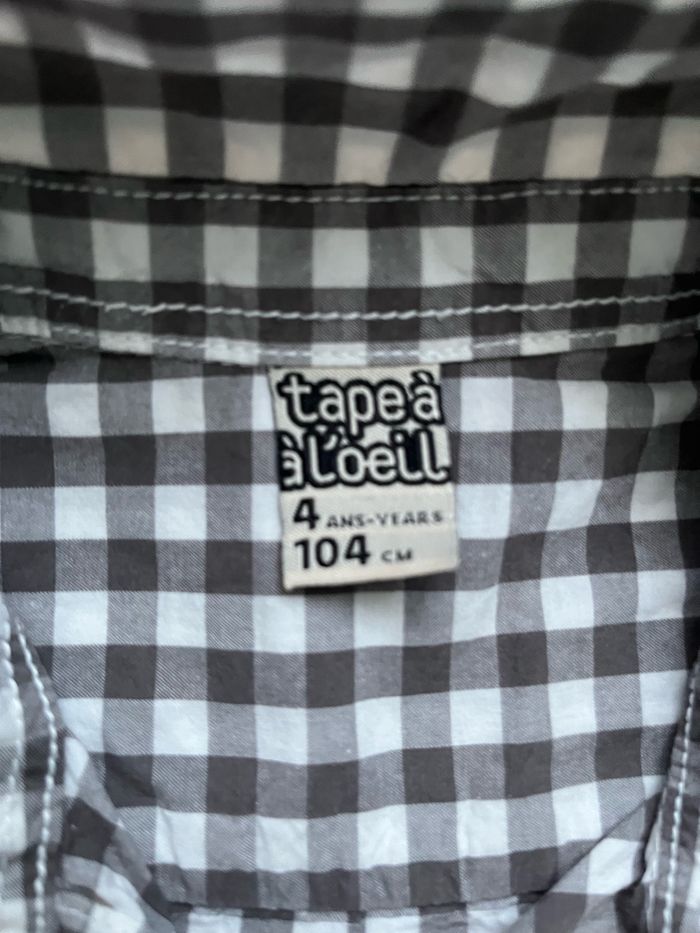 tape à
à l'oeil
4 ANS-YEARS
104 CM